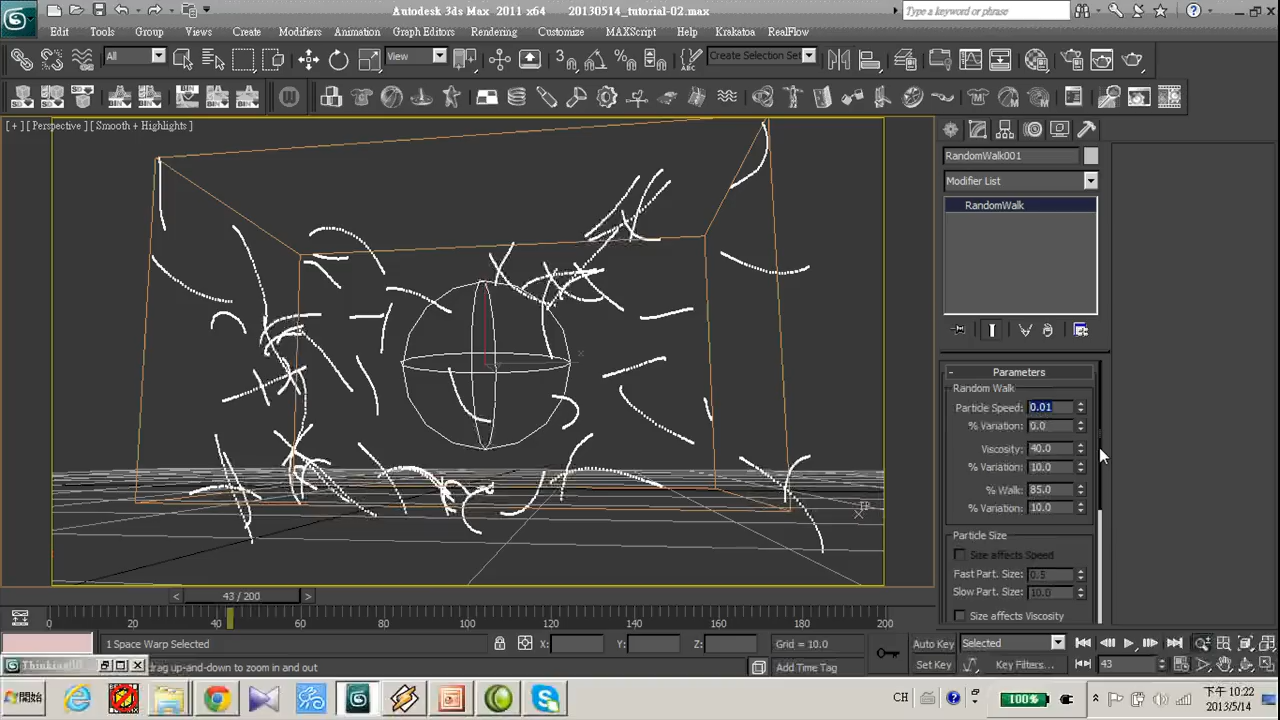 Autodesk 3ds Max 2011 x64 20130514_tutorial-02.max
Type a keyword or phrase
Edit Tools Group Graph Editors Rendering Customize MAXScript Help Krakatoa RealFlow
All
View
Create Selection Set
[ + ] [ Perspective ] [ Smooth + Highlights ]
RandomWalk001
Modifier List
RandomWalk
- Parameters
Random Walk
Particle Speed: 0.01
% Variation: 0.0
Viscosity: 40.0
% Variation: 10.0
% Walk: 85.0
% Variation: 10.0
Particle Size
Size affects Speed
Fast Part. Size: 0.5
Slow Part. Size: 10.0
Size affects Viscosity
< 43 / 200 >
0 20 40 60 80 100 120 140 160 180 200
1 Space Warp Selected
X: Y: Z: Grid = 10.0
Auto Key Selected
drag up-and-down to zoom in and out
Add Time Tag
Set Key Key Filters... 43
開始
CH
100%
下午 10:22
2013/5/14